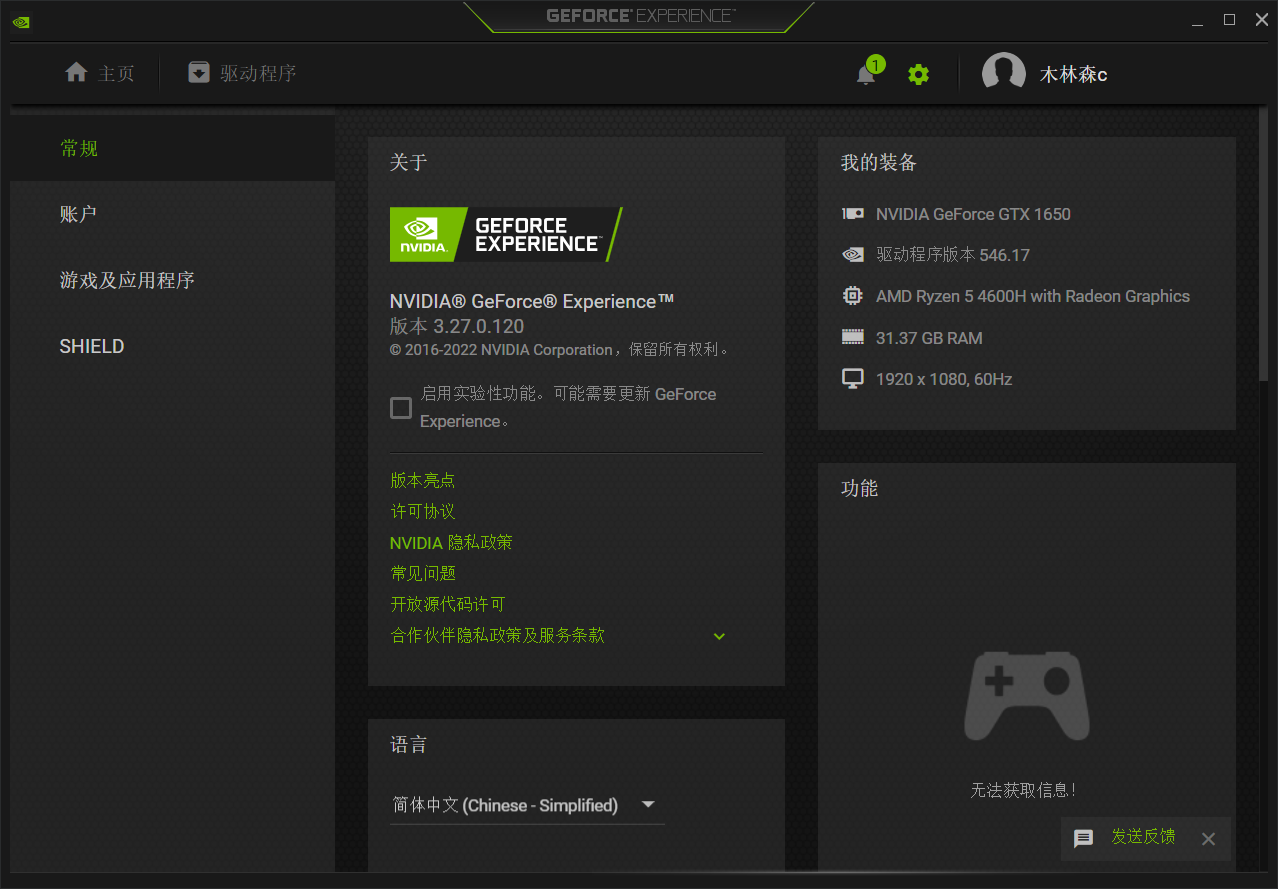 GEFORCE® EXPERIENCE™
主页
驱动程序
1
木林森c
常规
账户
游戏及应用程序
SHIELD
关于
NVIDIA.
GEFORCE
EXPERIENCE™
NVIDIA® GeForce® Experience™
版本 3.27.0.120
© 2016-2022 NVIDIA Corporation，保留所有权利。
启用实验性功能。可能需要更新 GeForce
Experience。
版本亮点
许可协议
NVIDIA 隐私政策
常见问题
开放源代码许可
合作伙伴隐私政策及服务条款
语言
简体中文 (Chinese - Simplified)
我的装备
NVIDIA GeForce GTX 1650
驱动程序版本 546.17
AMD Ryzen 5 4600H with Radeon Graphics
31.37 GB RAM
1920 x 1080, 60Hz
功能
无法获取信息！
发送反馈